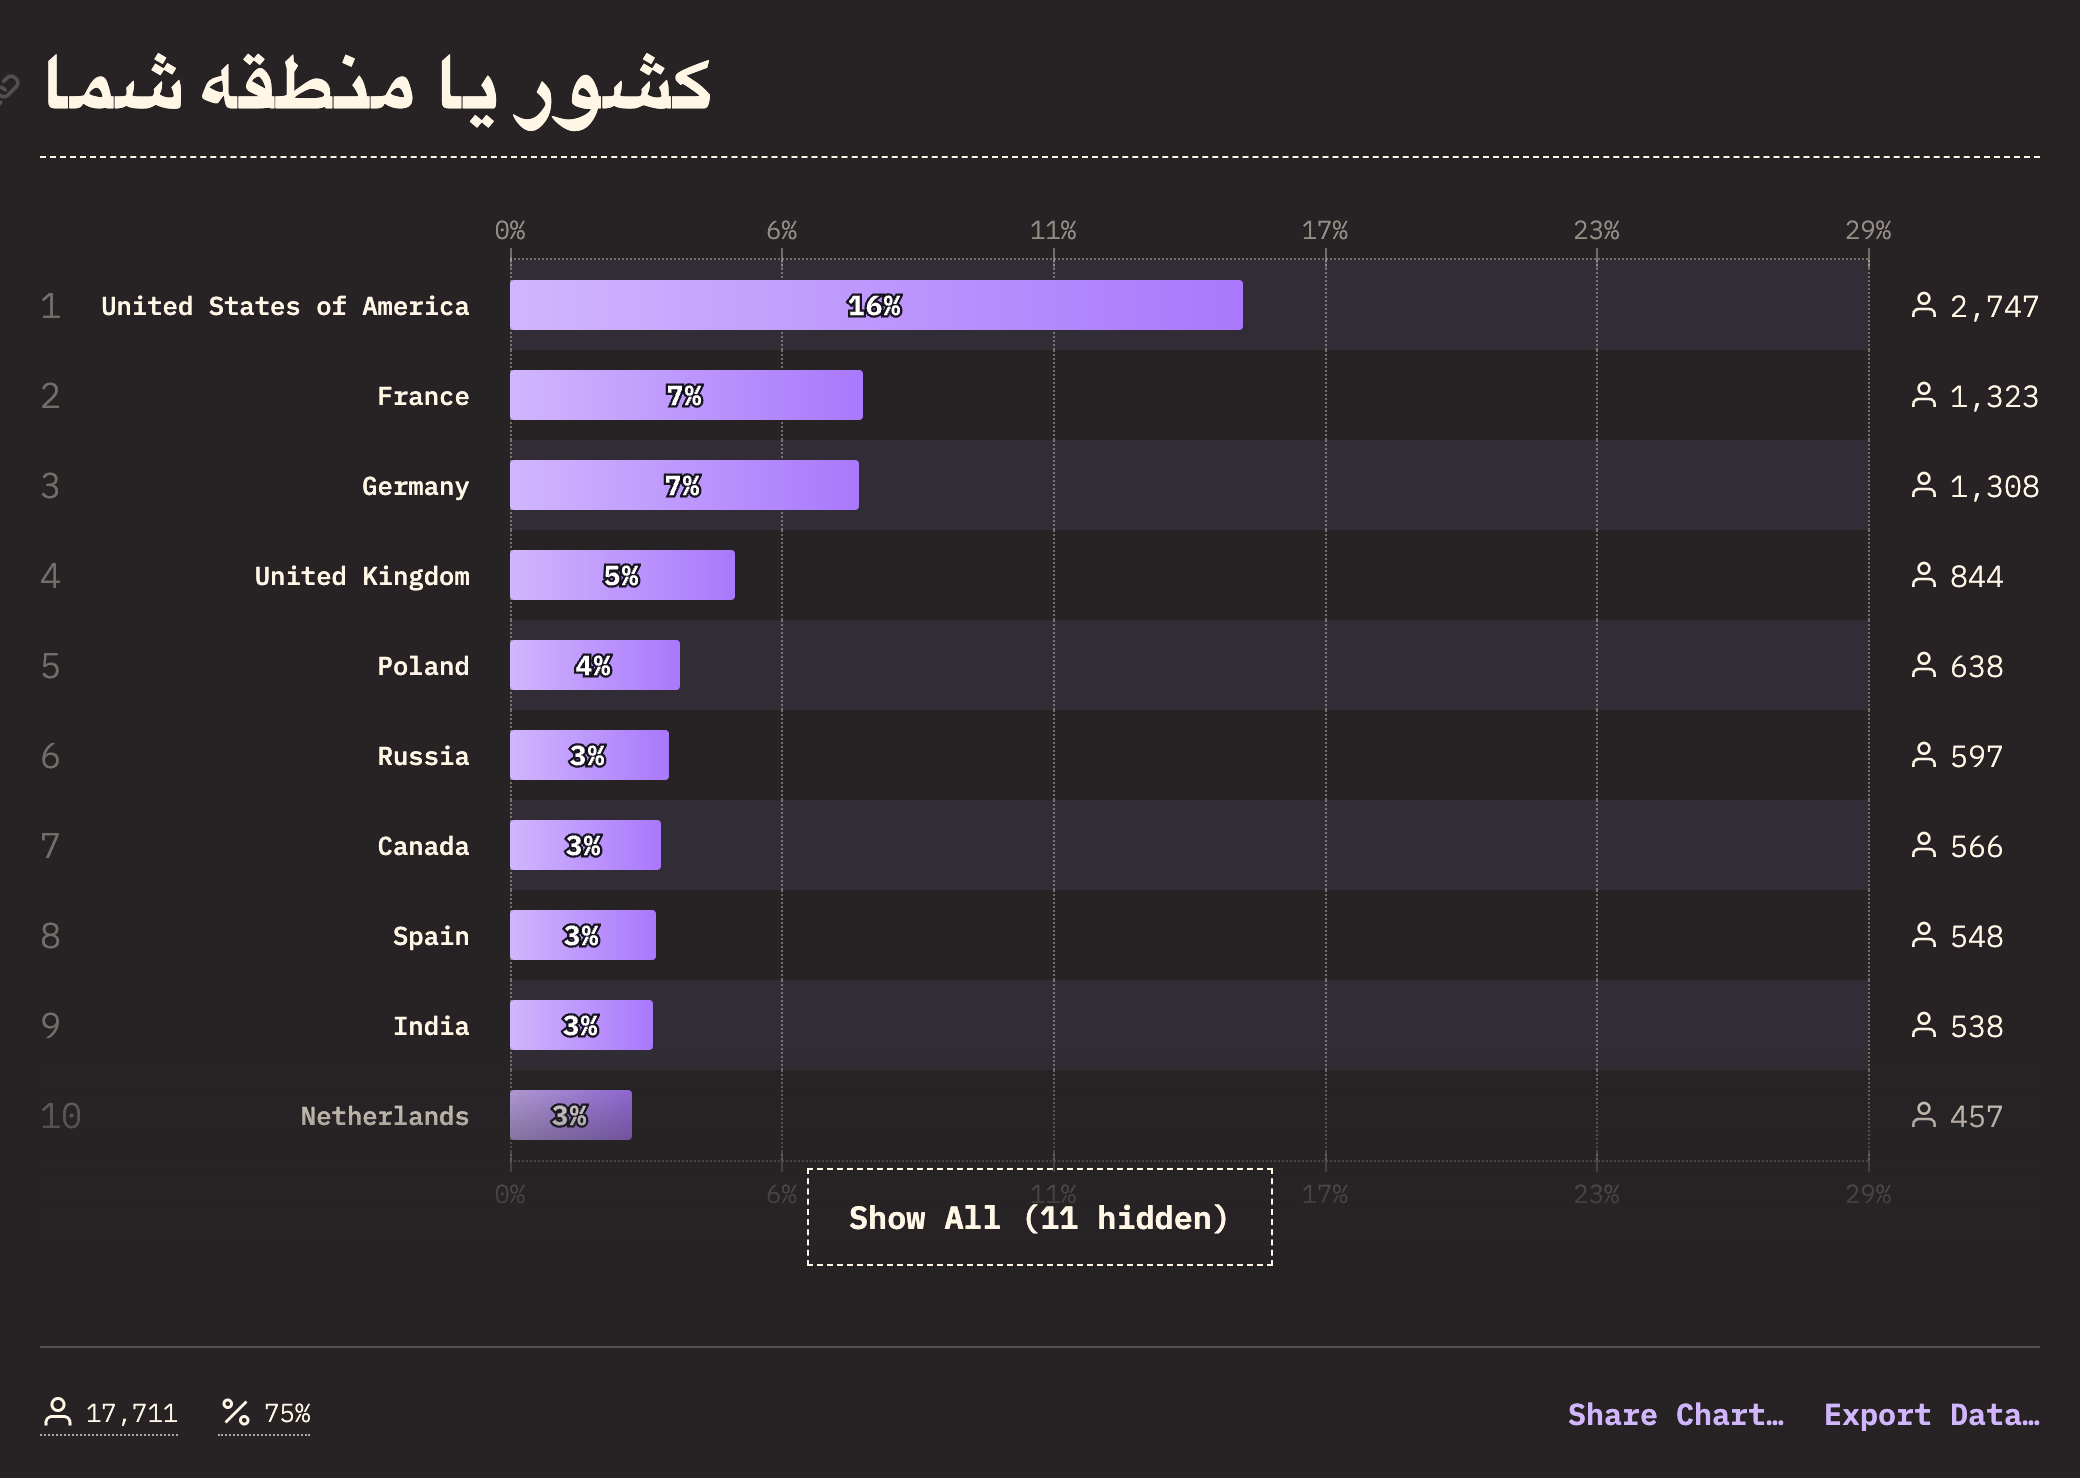 کشور یا منطقه شما
0% 6% 11% 17% 23% 29%
1 United States of America 16% 2,747
2 France 7% 1,323
3 Germany 7% 1,308
4 United Kingdom 5% 844
5 Poland 4% 638
6 Russia 3% 597
7 Canada 3% 566
8 Spain 3% 548
9 India 3% 538
10 Netherlands 3% 457
0% 6% 11% 17% 23% 29%
Show All (11 hidden)
17,711 % 75% Share Chart… Export Data…